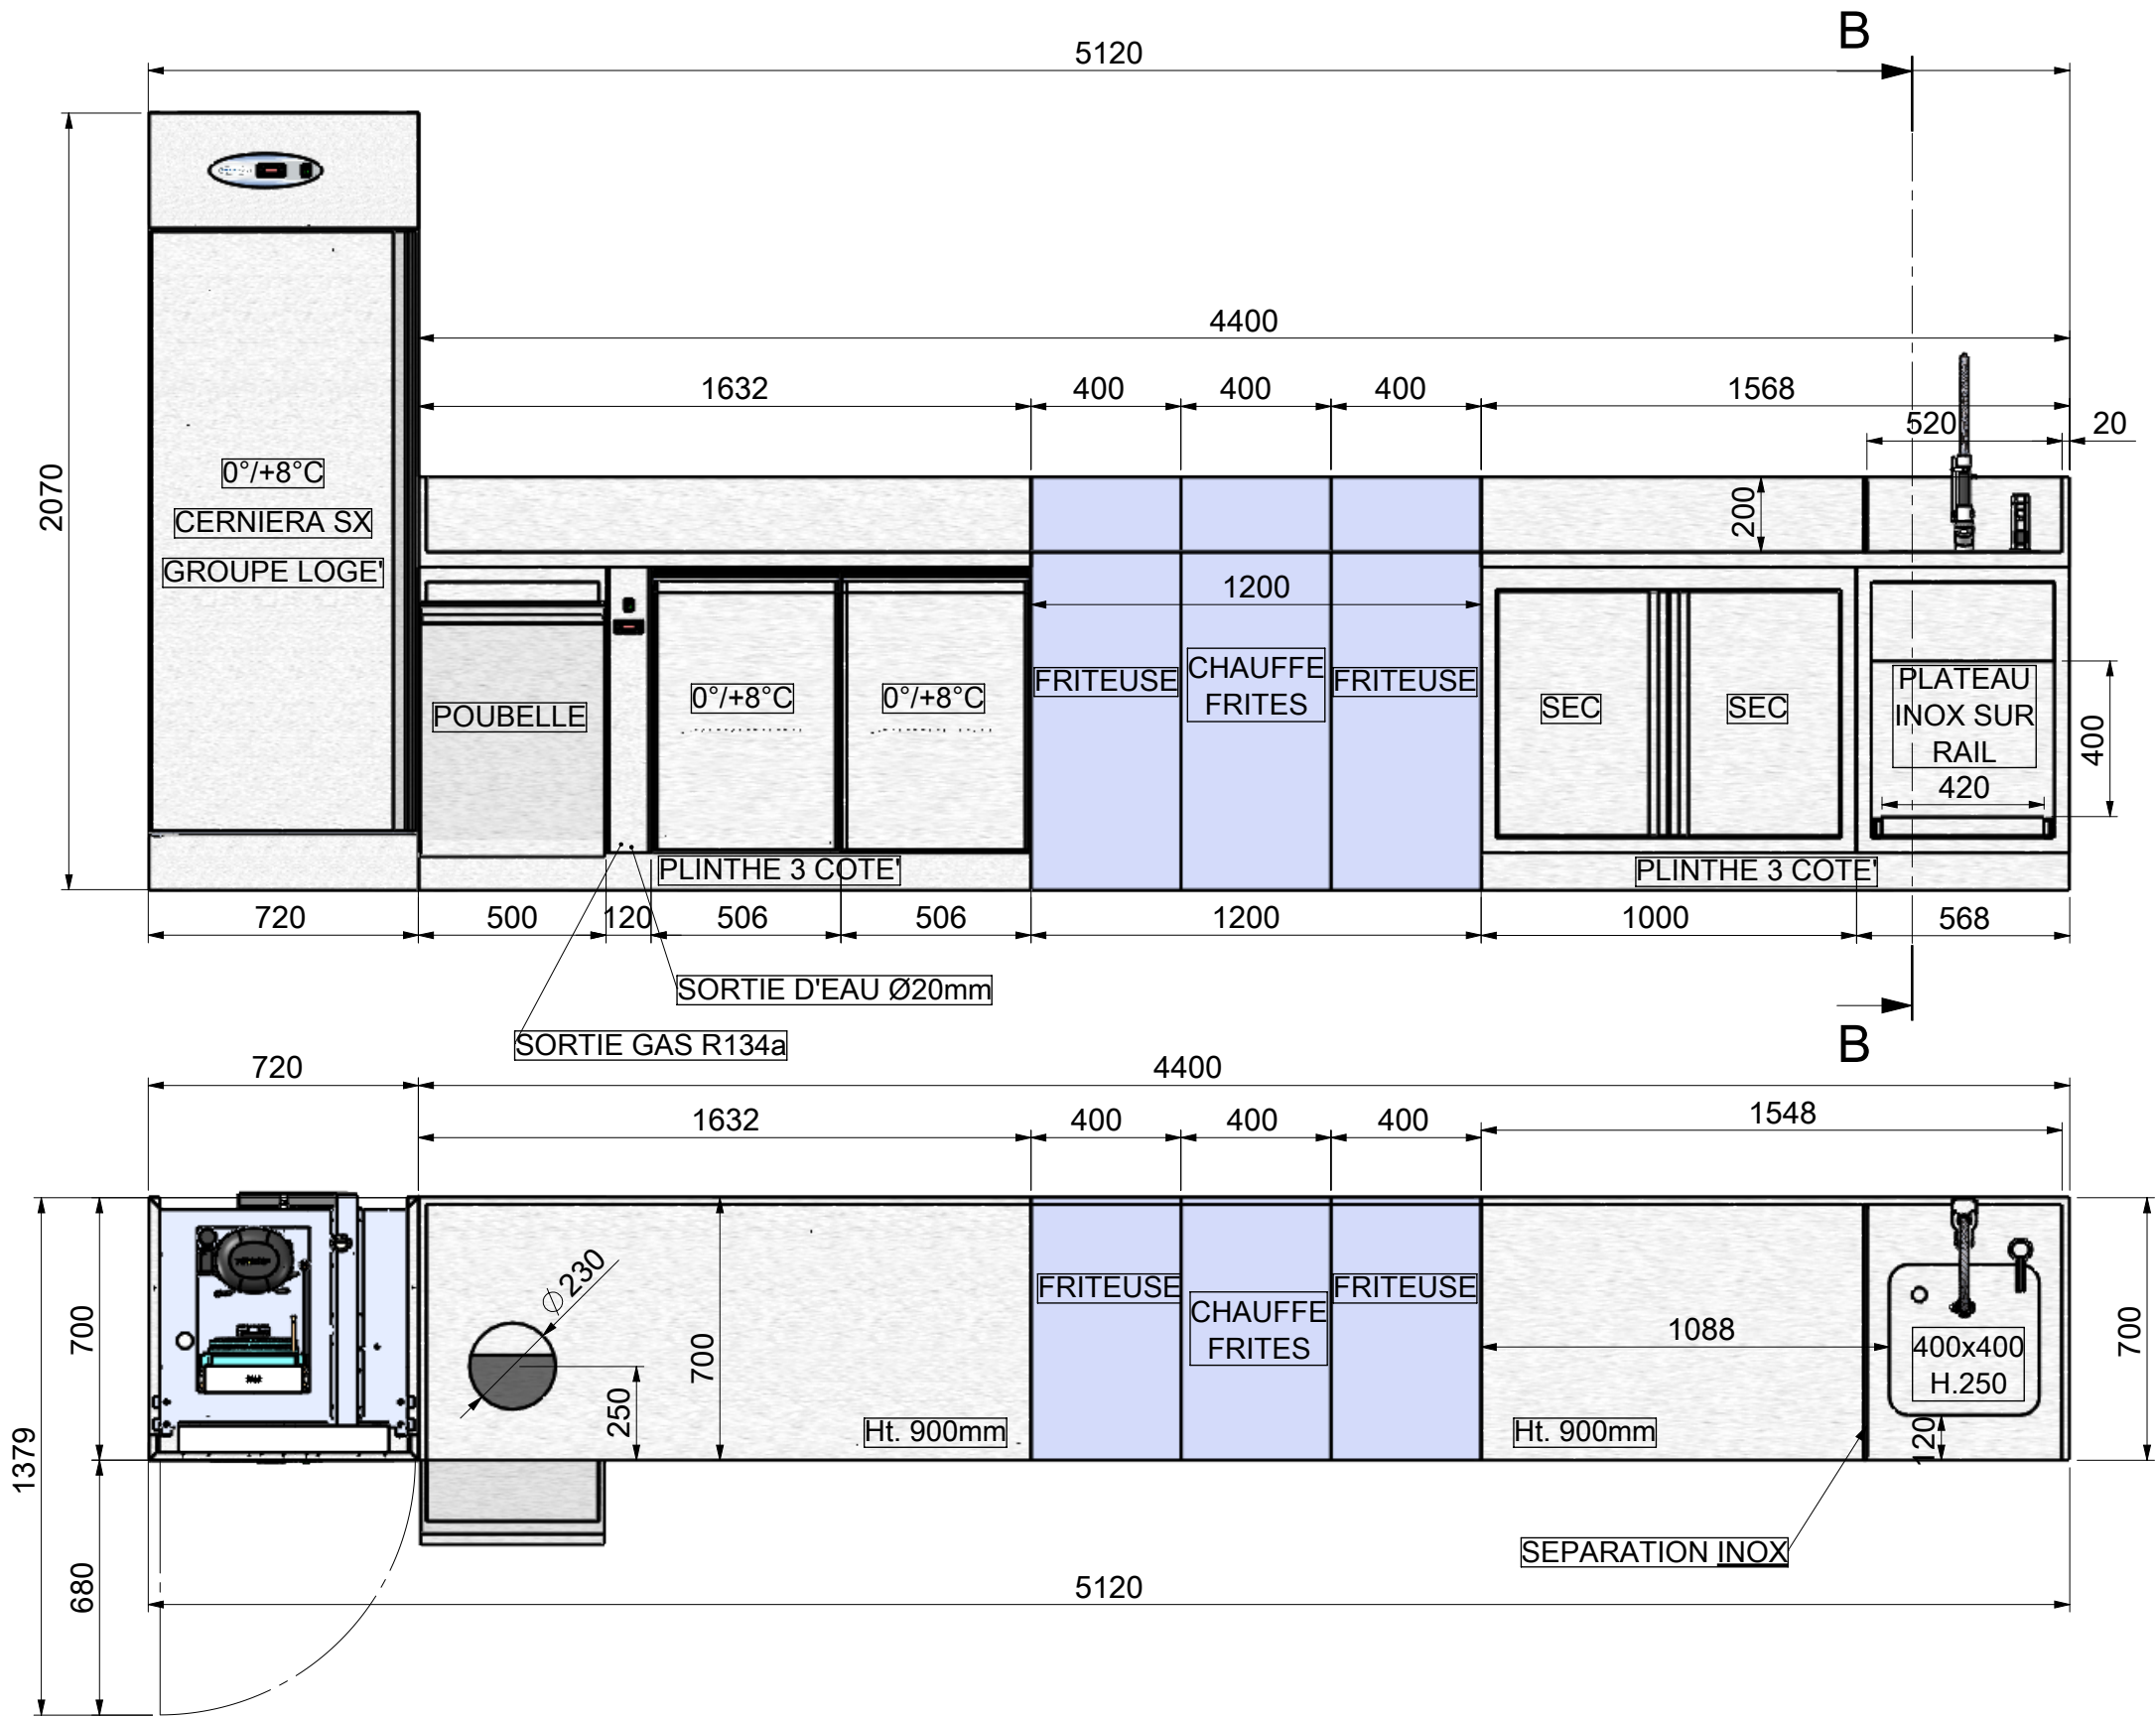 B
5120
4400
1632
400
400
400
1568
520
20
2070
200
0°/+8°C
CERNIERA SX
GROUPE LOGE'
1200
FRITEUSE
CHAUFFE
FRITES
FRITEUSE
POUBELLE
0°/+8°C
0°/+8°C
SEC
SEC
PLATEAU
INOX SUR
RAIL
420
400
PLINTHE 3 COTE'
PLINTHE 3 COTE'
720
500
120
506
506
1200
1000
568
SORTIE D'EAU Ø20mm
SORTIE GAS R134a
B
720
4400
1632
400
400
400
1548
Ø 230
FRITEUSE
CHAUFFE
FRITES
FRITEUSE
700
700
250
1088
400x400
H.250
700
Ht. 900mm
Ht. 900mm
120
1379
680
SEPARATION INOX
5120